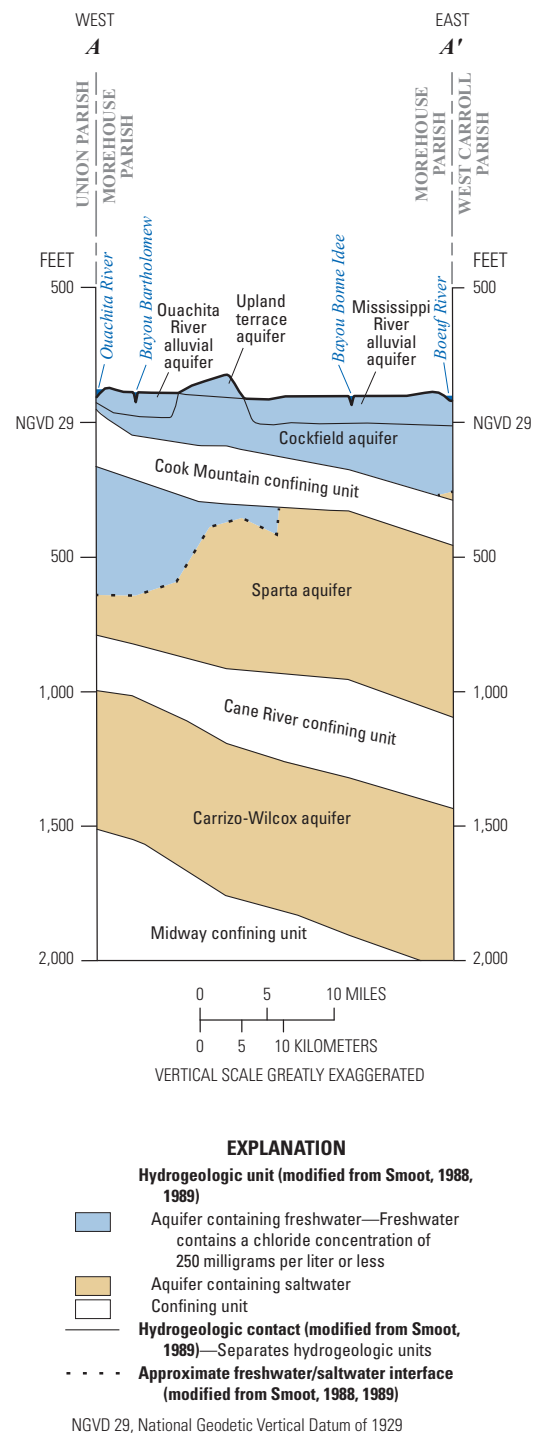 WEST
EAST
A
A'
UNION PARISH
MOREHOUSE
PARISH
MOREHOUSE
PARISH
WEST CARROLL
PARISH
FEET
FEET
500
500
Ouachita River
Bayou Bartholomew
Ouachita
River
alluvial
aquifer
Upland
terrace
aquifer
Bayou Bonne Idee
Mississippi
River
alluvial
aquifer
Boeuf River
NGVD 29
NGVD 29
Cockfield aquifer
Cook Mountain confining unit
500
500
Sparta aquifer
1,000
1,000
Cane River confining unit
1,500
1,500
Carrizo-Wilcox aquifer
Midway confining unit
2,000
2,000
0 5 10 MILES
0 5 10 KILOMETERS
VERTICAL SCALE GREATLY EXAGGERATED
EXPLANATION
Hydrogeologic unit (modified from Smoot, 1988,
1989)
Aquifer containing freshwater—Freshwater
contains a chloride concentration of
250 milligrams per liter or less
Aquifer containing saltwater
Confining unit
Hydrogeologic contact (modified from Smoot,
1989)—Separates hydrogeologic units
Approximate freshwater/saltwater interface
(modified from Smoot, 1988, 1989)
NGVD 29, National Geodetic Vertical Datum of 1929